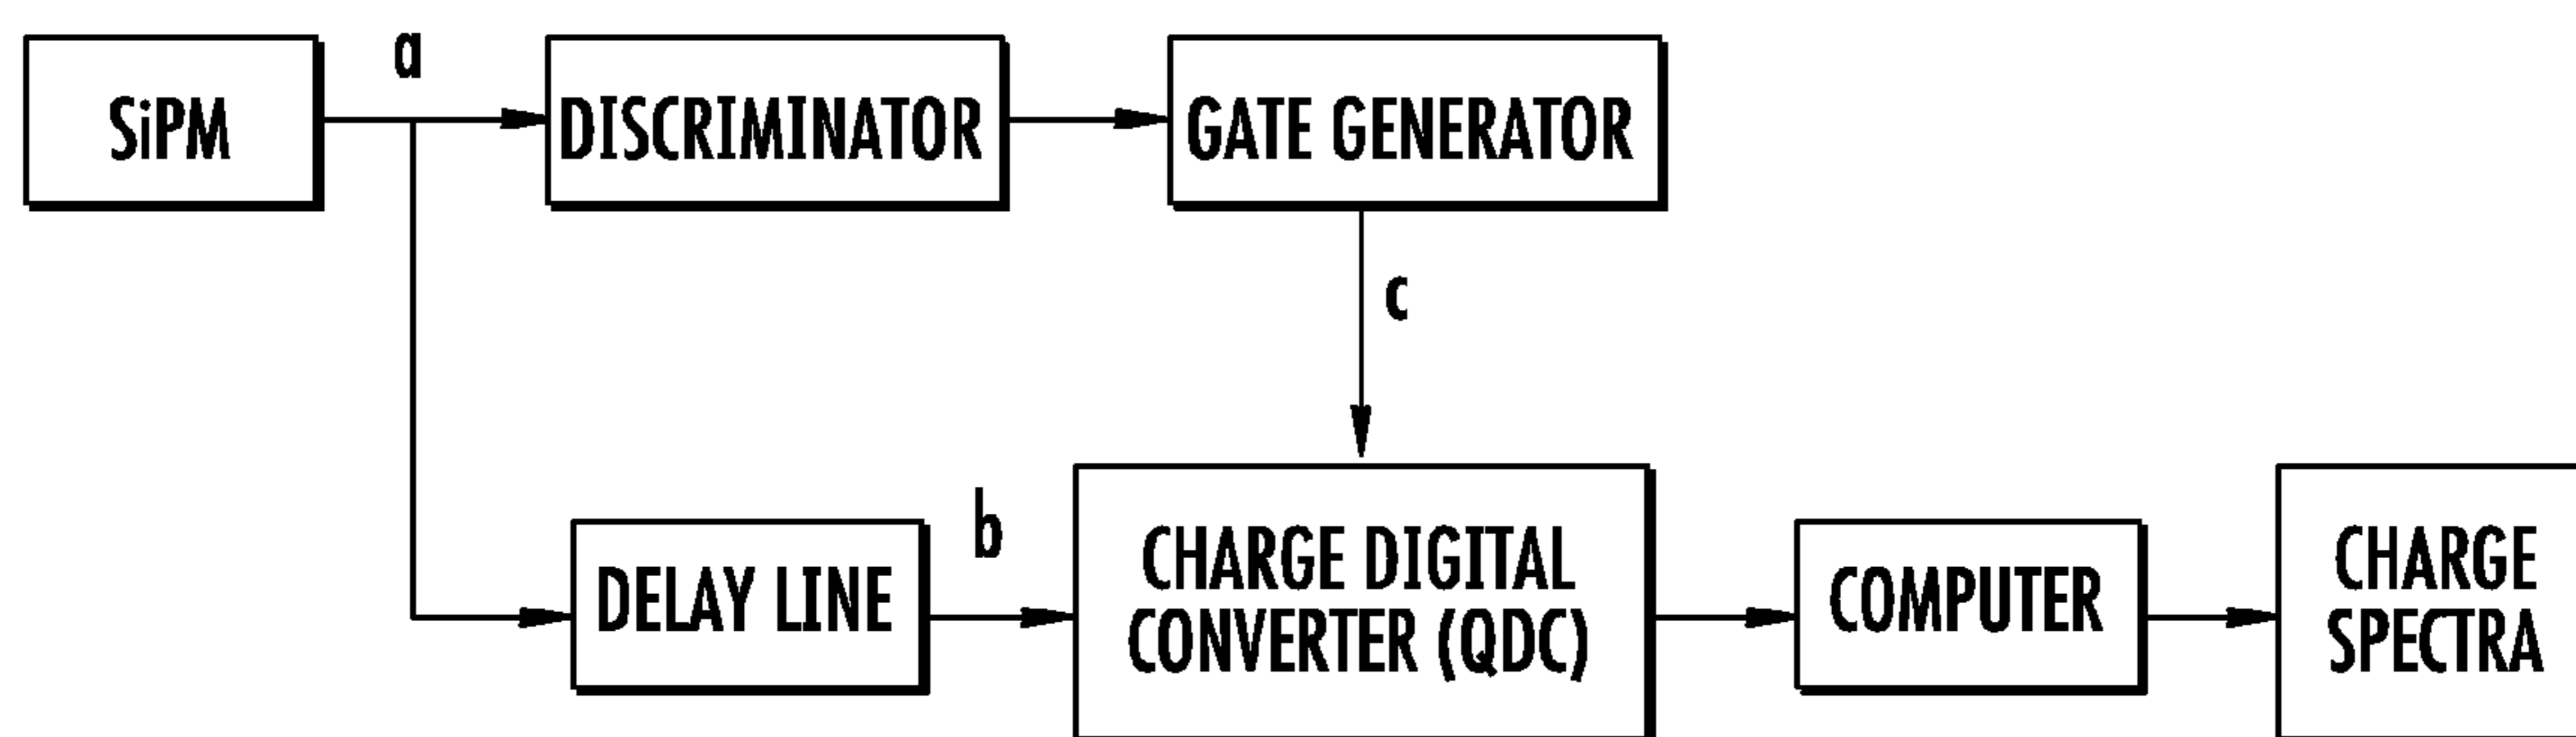 a
SiPM
DISCRIMINATOR
GATE GENERATOR
c
b
DELAY LINE
CHARGE DIGITAL
CONVERTER (QDC)
COMPUTER
CHARGE
SPECTRA